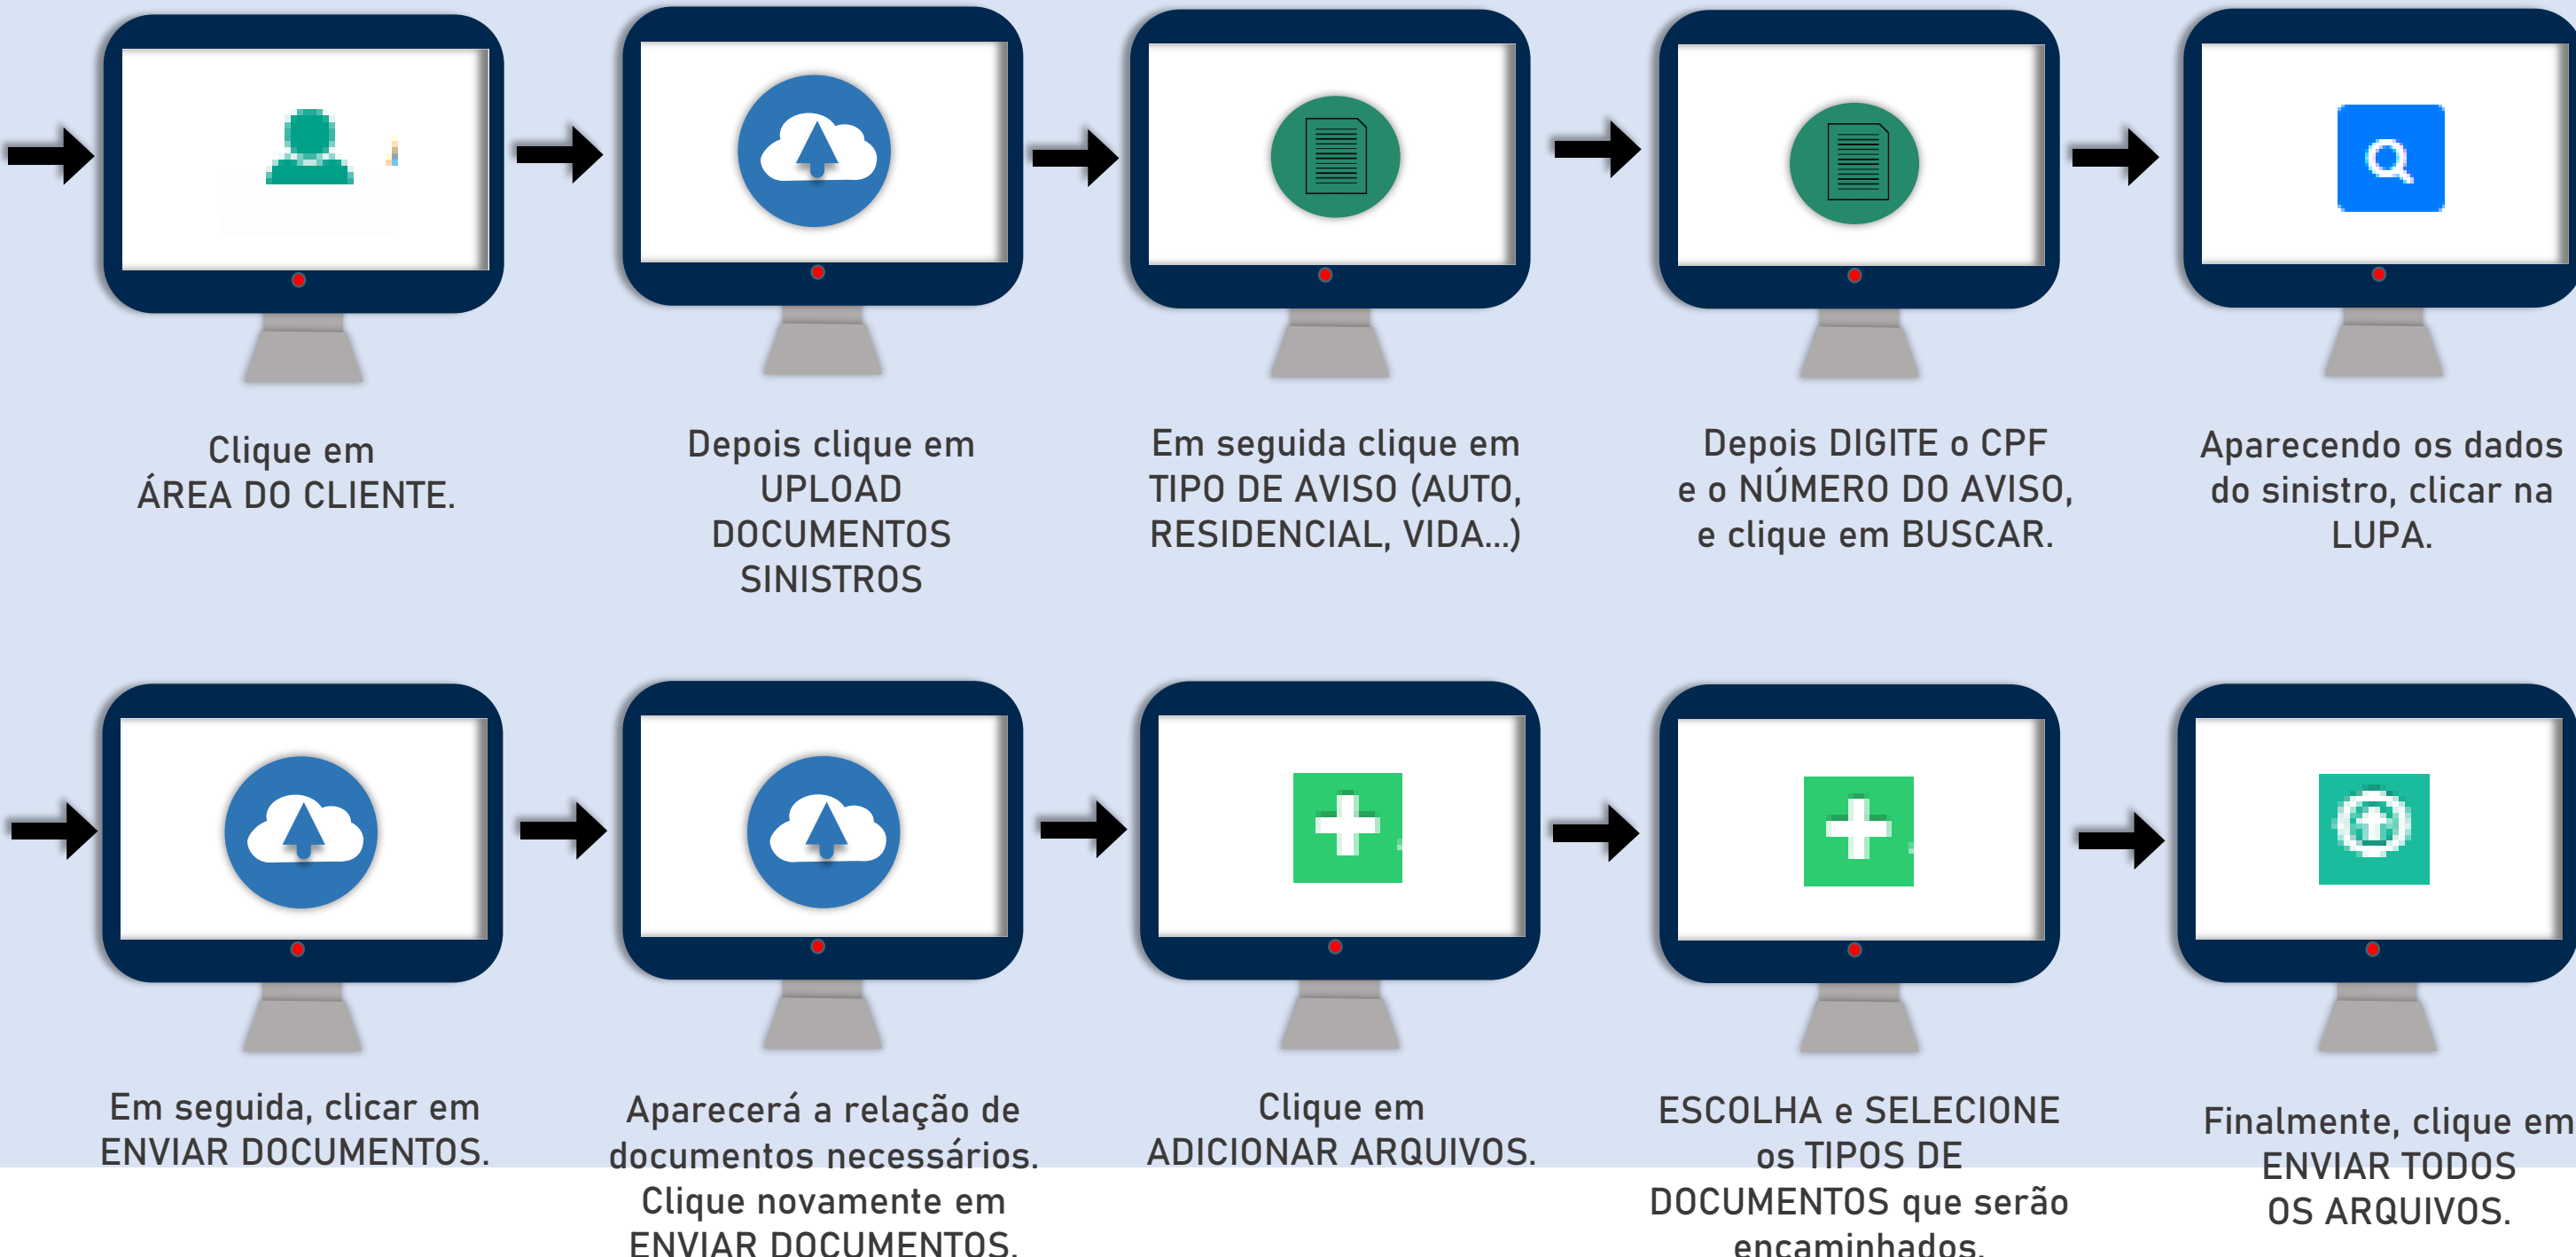 Clique em
ÁREA DO CLIENTE.
Depois clique em
UPLOAD
DOCUMENTOS
SINISTROS
Em seguida clique em
TIPO DE AVISO (AUTO,
RESIDENCIAL, VIDA...)
Depois DIGITE o CPF
e o NÚMERO DO AVISO,
e clique em BUSCAR.
Aparecendo os dados
do sinistro, clicar na
LUPA.
Em seguida, clicar em
ENVIAR DOCUMENTOS.
Aparecerá a relação de
documentos necessários.
Clique novamente em
ENVIAR DOCUMENTOS.
Clique em
ADICIONAR ARQUIVOS.
ESCOLHA e SELECIONE
os TIPOS DE
DOCUMENTOS que serão
encaminhados.
Finalmente, clique em
ENVIAR TODOS
OS ARQUIVOS.